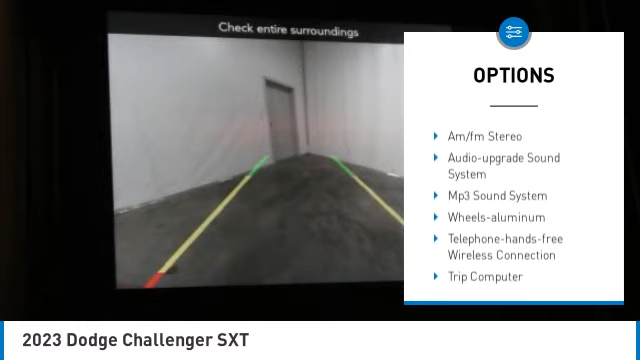 Check entire surroundings
OPTIONS
Am/fm Stereo
Audio-upgrade Sound
System
Mp3 Sound System
Wheels-aluminum
Telephone-hands-free
Wireless Connection
Trip Computer
2023 Dodge Challenger SXT